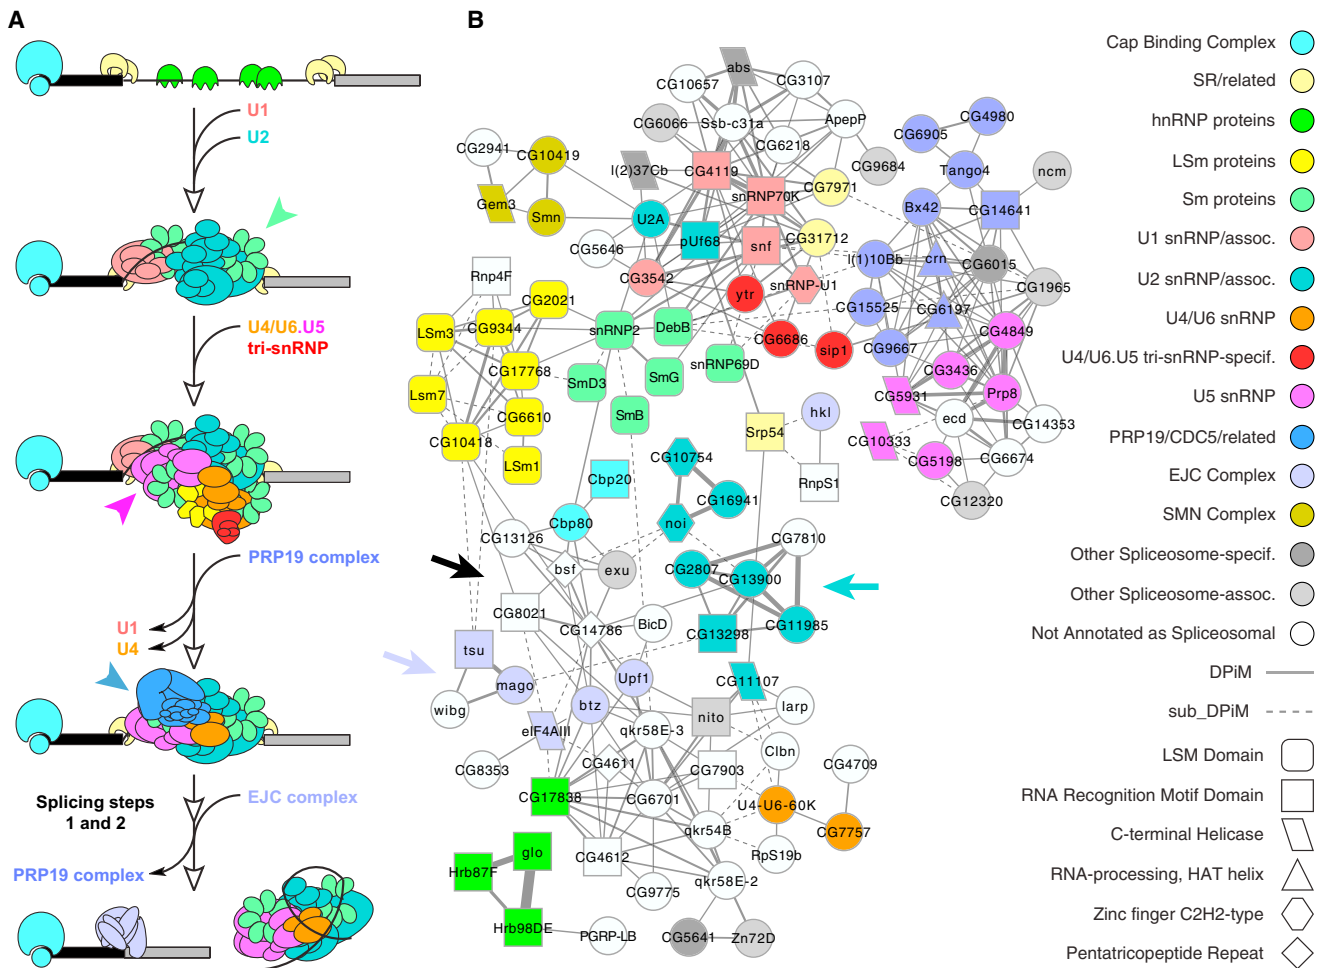 A
U1
U2
U4/U6.U5
tri-snRNP
PRP19 complex
U1
U4
Splicing steps
1 and 2
EJC complex
PRP19 complex
B
abs
CG10657
CG3107
CG6066
Ssb-c31a
ApepP
CG6218
CG2941
CG10419
l(2)37Cb
CG4119
CG9684
CG6905
CG4980
Tango4
ncm
Gem3
Smn
U2A
snRNP70K
CG7971
Bx42
CG14641
CG5646
pUf68
snf
CG31712
CG3542
l(1)10Bb
crn
CG6015
Rnp4F
CG2021
ytr
snRNP-U1
CG1965
LSm3
CG9344
snRNP2
DebB
CG15525
CG6197
CG4849
CG6686
sip1
CG9667
CG17768
SmD3
SmG
snRNP69D
CG3436
Lsm7
CG6610
SmB
CG5931
Prp8
CG10418
LSm1
Srp54
hkl
ecd
CG14353
CG10333
CG5198
CG6674
CG10754
Cbp20
CG16941
RnpS1
CG12320
Cbp80
noi
CG13126
CG7810
bsf
exu
CG2807
CG13900
CG8021
CG14786
BicD
CG13298
CG11985
tsu
mago
Upf1
CG11107
wibg
btz
nito
larp
eIF4AIII
qkr58E-3
CG8353
CG4611
CG7903
Clbn
CG4709
CG17838
CG6701
U4-U6-60K
qkr54B
CG7757
glo
Hrb87F
CG4612
RpS19b
CG9775
qkr58E-2
Hrb98DE
PGRP-LB
CG5641
Zn72D
Cap Binding Complex
SR/related
hnRNP proteins
LSm proteins
Sm proteins
U1 snRNP/assoc.
U2 snRNP/assoc.
U4/U6 snRNP
U4/U6.U5 tri-snRNP-specif.
U5 snRNP
PRP19/CDC5/related
EJC Complex
SMN Complex
Other Spliceosome-specif.
Other Spliceosome-assoc.
Not Annotated as Spliceosomal
DPiM
sub_DPiM
LSM Domain
RNA Recognition Motif Domain
C-terminal Helicase
RNA-processing, HAT helix
Zinc finger C2H2-type
Pentatricopeptide Repeat